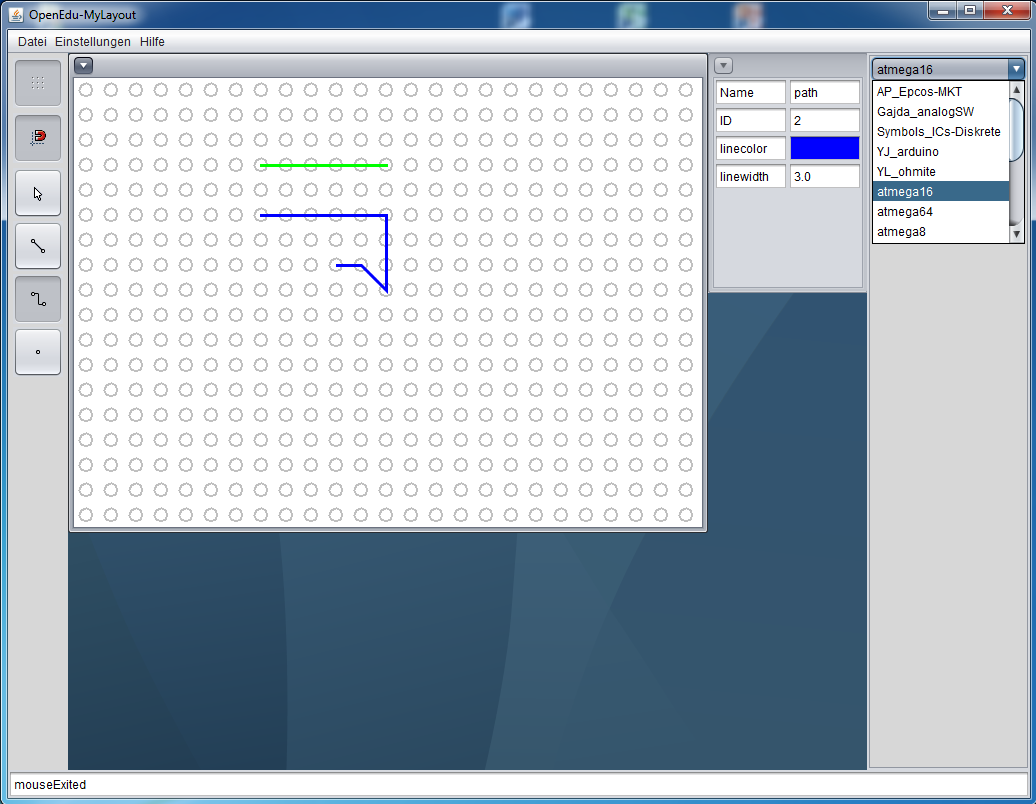 OpenEdu-MyLayout
Datei Einstellungen Hilfe
Name path
ID 2
linecolor
linewidth 3.0
atmega16
AP_Epcos-MKT
Gajda_analogSW
Symbols_ICs-Diskrete
YJ_arduino
YL_ohmite
atmega16
atmega64
atmega8
mouseExited